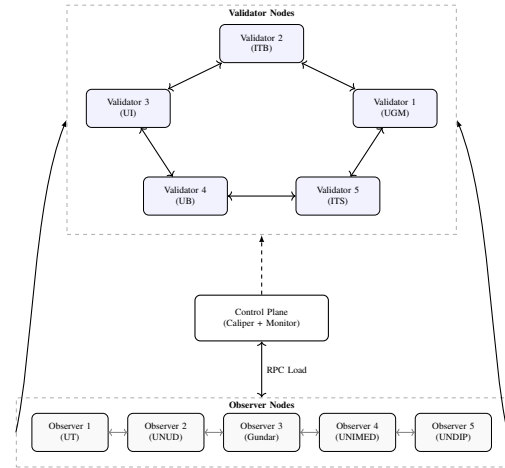 Validator Nodes
Validator 2
(ITB)
Validator 3
(UI)
Validator 1
(UGM)
Validator 4
(UB)
Validator 5
(ITS)
Control Plane
(Caliper + Monitor)
RPC Load
Observer Nodes
Observer 1
(UT)
Observer 2
(UNUD)
Observer 3
(Gundar)
Observer 4
(UNIMED)
Observer 5
(UNDIP)